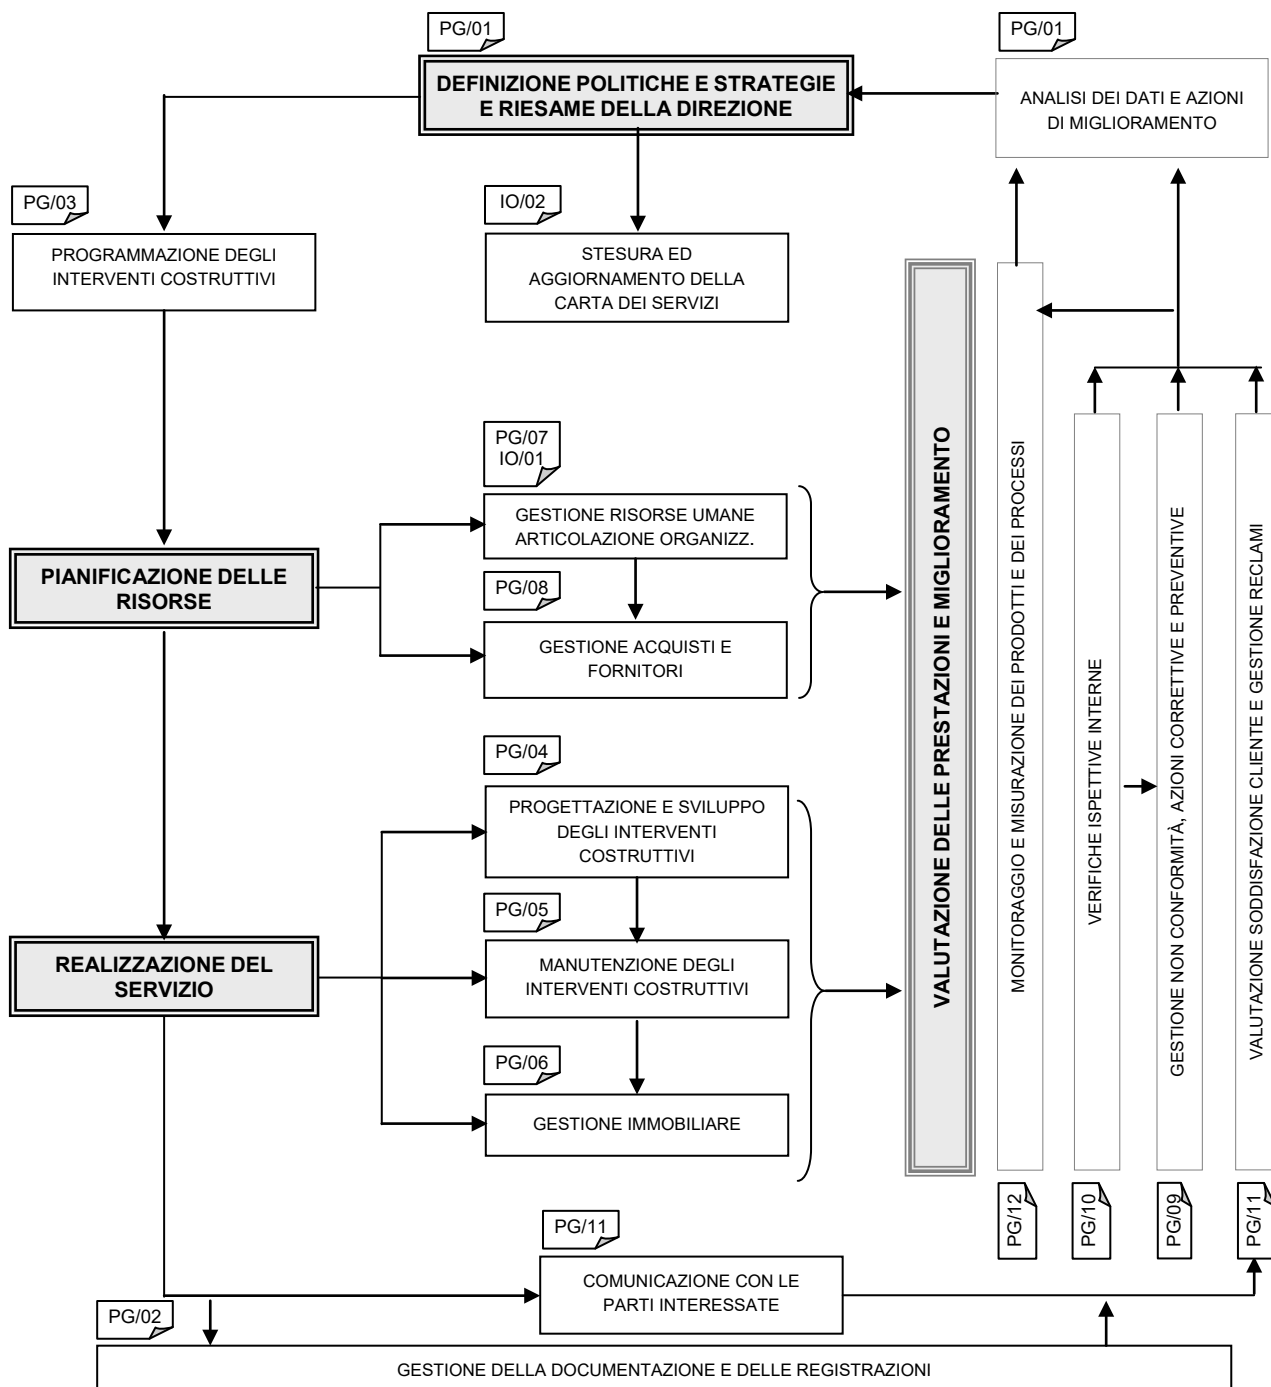 PG/01
PG/01
DEFINIZIONE POLITICHE E STRATEGIE
E RIESAME DELLA DIREZIONE
ANALISI DEI DATI E AZIONI
DI MIGLIORAMENTO
PG/03
IO/02
PROGRAMMAZIONE DEGLI
INTERVENTI COSTRUTTIVI
STESURA ED
AGGIORNAMENTO DELLA
CARTA DEI SERVIZI
PG/07
IO/01
GESTIONE RISORSE UMANE
ARTICOLAZIONE ORGANIZZ.
PIANIFICAZIONE DELLE
RISORSE
PG/08
GESTIONE ACQUISTI E
FORNITORI
PG/04
PROGETTAZIONE E SVILUPPO
DEGLI INTERVENTI
COSTRUTTIVI
PG/05
REALIZZAZIONE DEL
SERVIZIO
MANUTENZIONE DEGLI
INTERVENTI COSTRUTTIVI
PG/06
GESTIONE IMMOBILIARE
VALUTAZIONE DELLE PRESTAZIONI E MIGLIORAMENTO
MONITORAGGIO E MISURAZIONE DEI PRODOTTI E DEI PROCESSI
VERIFICHE ISPETTIVE INTERNE
GESTIONE NON CONFORMITÀ, AZIONI CORRETTIVE E PREVENTIVE
VALUTAZIONE SODDISFAZIONE CLIENTE E GESTIONE RECLAMI
PG/12
PG/10
PG/09
PG/11
PG/11
COMUNICAZIONE CON LE
PARTI INTERESSATE
PG/02
GESTIONE DELLA DOCUMENTAZIONE E DELLE REGISTRAZIONI